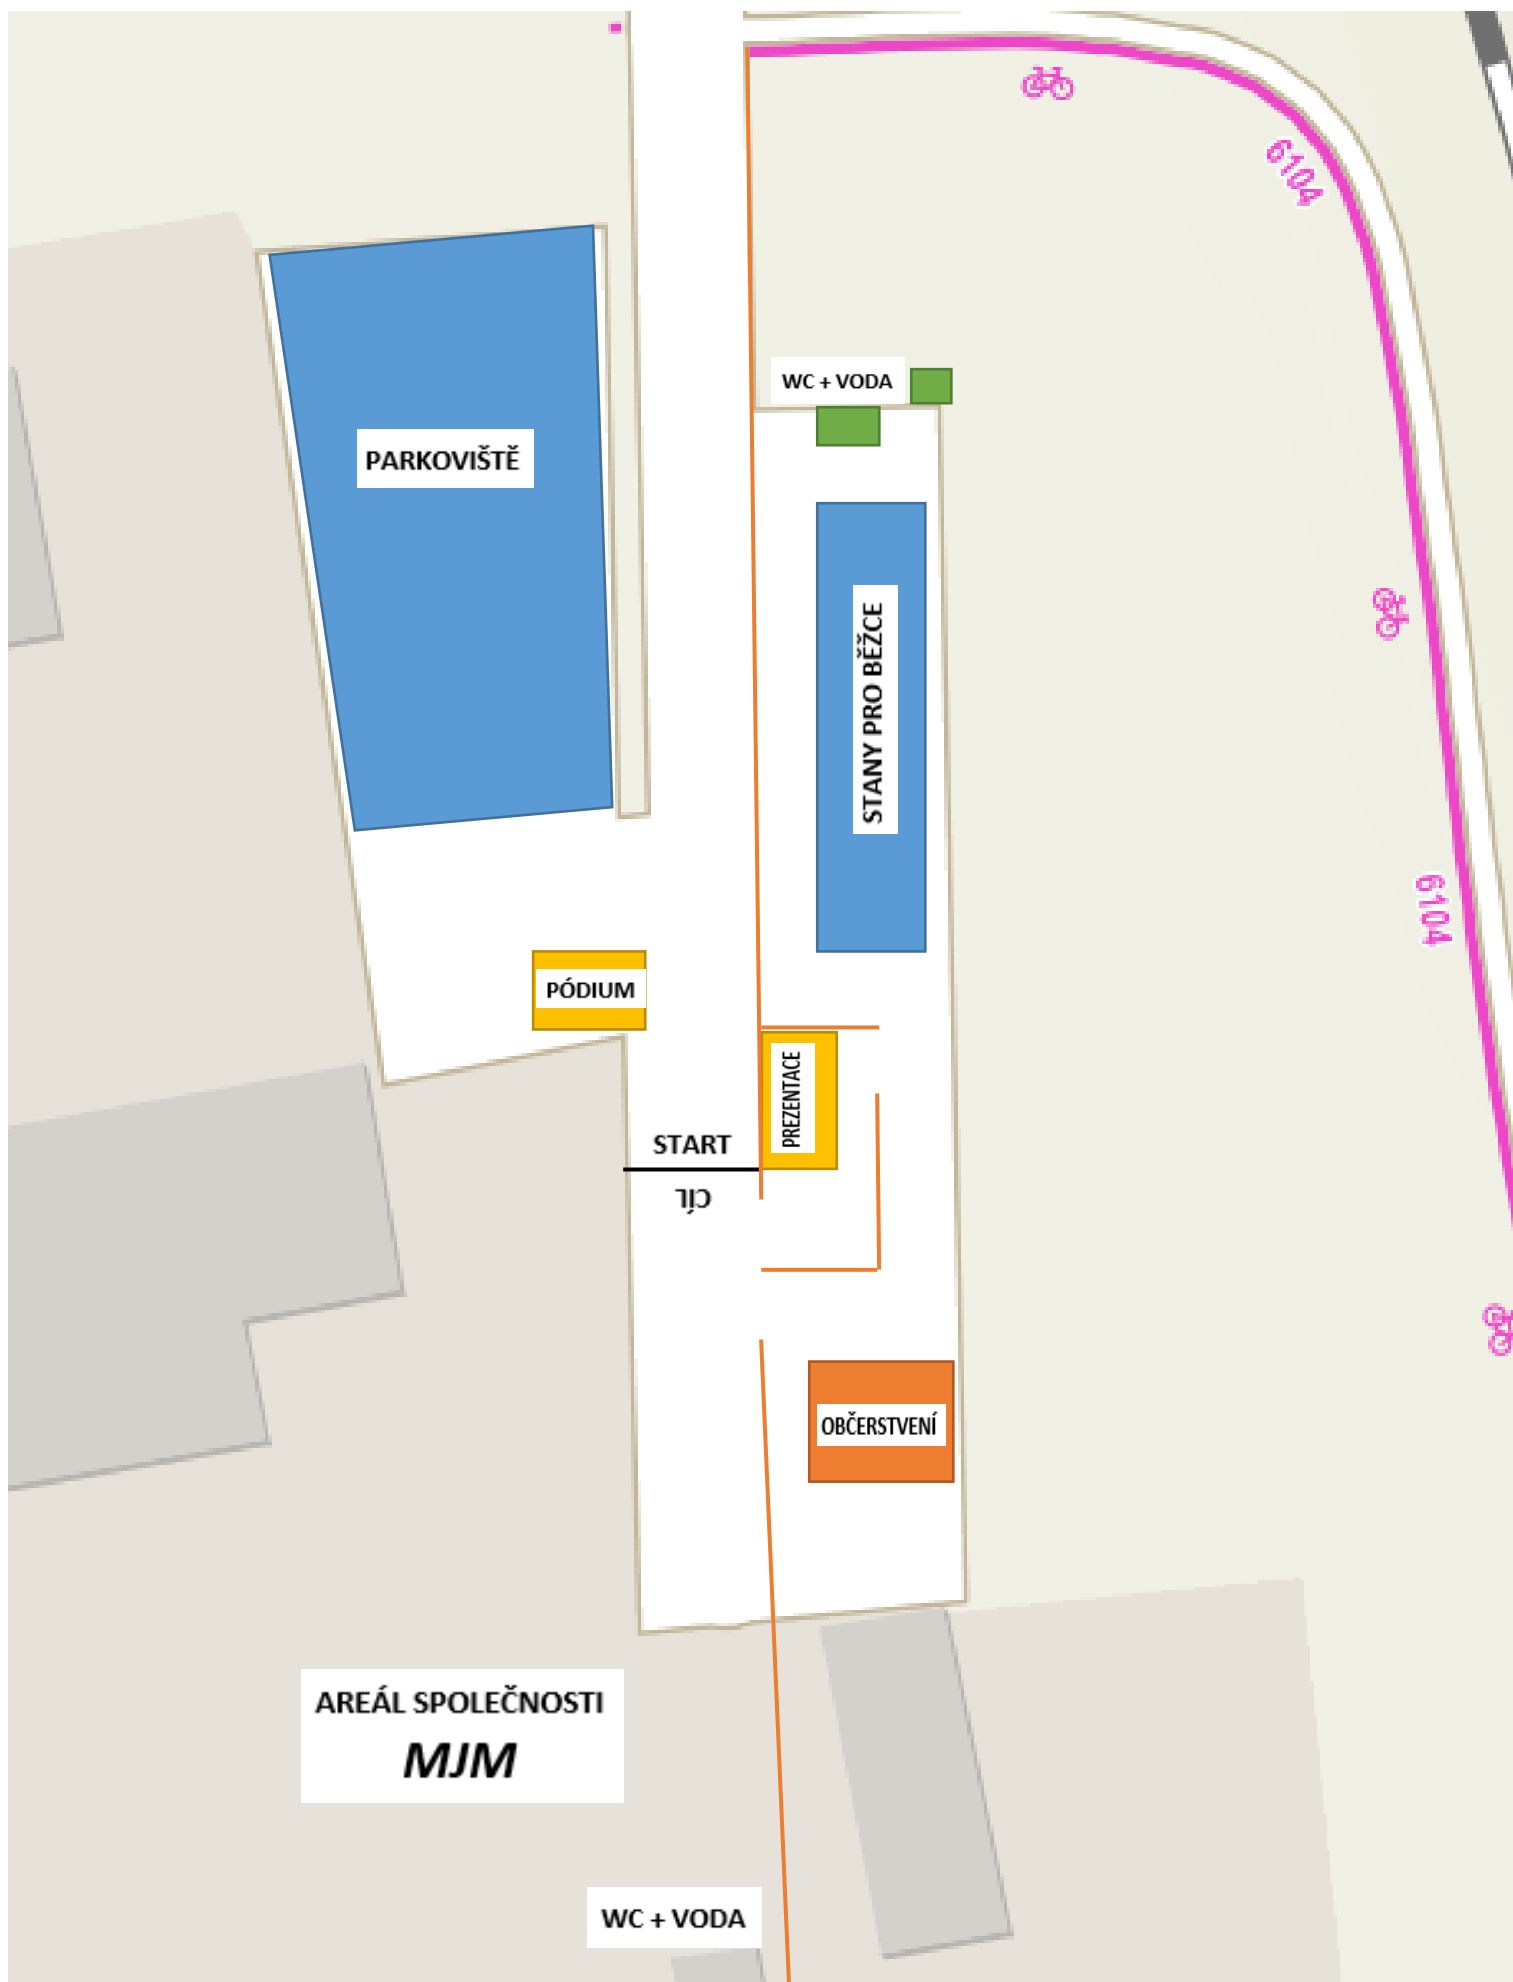 6104
WC + VODA
PARKOVIŠTĚ
STANY PRO BĚŽCE
6104
PÓDIUM
PREZENTACE
START
CÍL
OBČERSTVENÍ
AREÁL SPOLEČNOSTI
MJM
WC + VODA